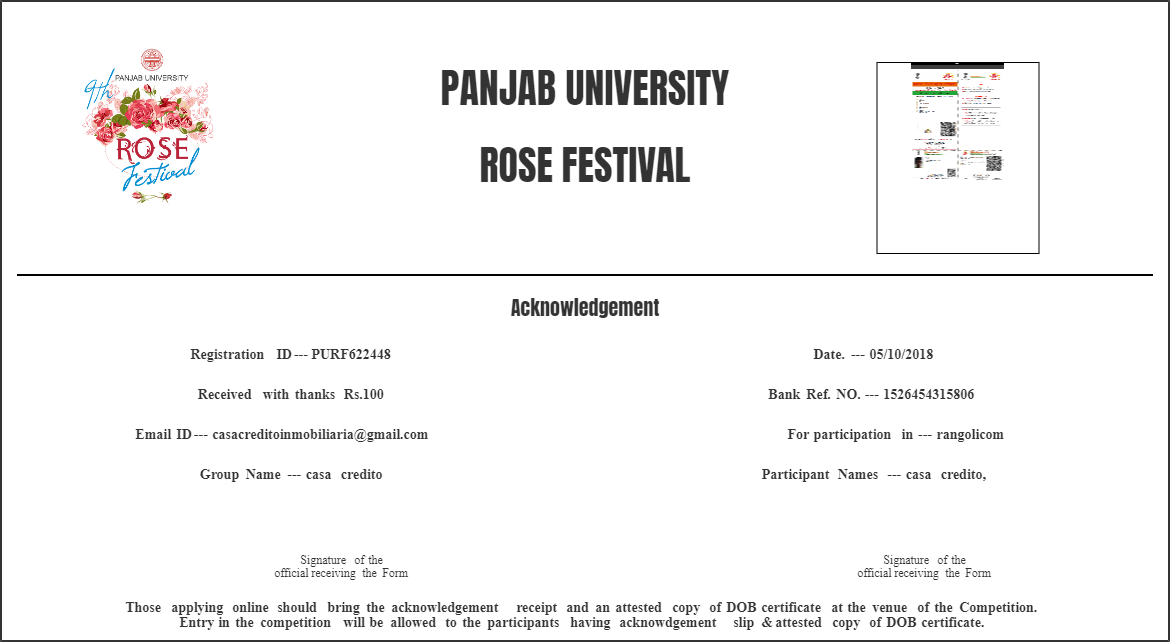 9th
PANJAB UNIVERSITY
ROSE
Festival
PANJAB UNIVERSITY
ROSE FESTIVAL
Acknowledgement
Registration ID --- PURF622448
Date. --- 05/10/2018
Received with thanks Rs.100
Bank Ref. NO. --- 1526454315806
Email ID --- casacreditoinmobiliaria@gmail.com
For participation in --- rangolicom
Group Name --- casa credito
Participant Names --- casa credito,
Signature of the
official receiving the Form
Signature of the
official receiving the Form
Those applying online should bring the acknowledgement receipt and an attested copy of DOB certificate at the venue of the Competition.
Entry in the competition will be allowed to the participants having acknowdgement slip & attested copy of DOB certificate.